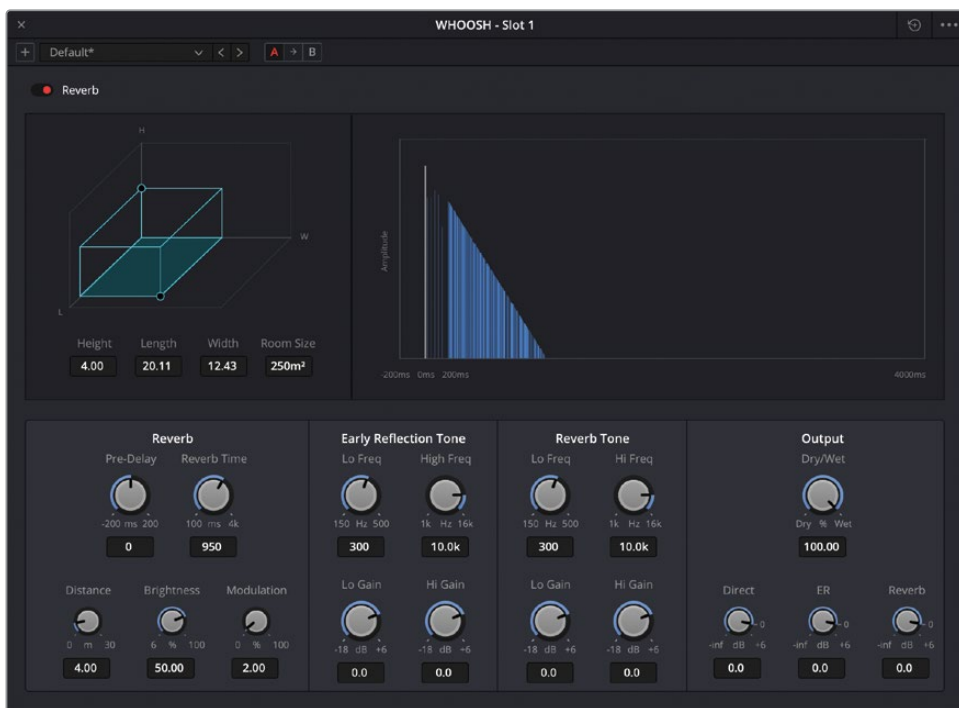 WHOOSH - Slot 1
Default*
A B
Reverb
H
W
L
Height Length Width Room Size
4.00 20.11 12.43 250m²
Amplitude
-200ms 0ms 200ms 4000ms
Reverb Early Reflection Tone Reverb Tone Output
Pre-Delay Reverb Time Lo Freq High Freq Lo Freq Hi Freq Dry/Wet
-200 ms 200 100 ms 4k 150 Hz 500 1k Hz 16k 150 Hz 500 1k Hz 16k Dry % Wet
0 950 300 10.0k 300 10.0k 100.00
Distance Brightness Modulation Lo Gain Hi Gain Lo Gain Hi Gain Direct ER Reverb
0 0 0
0 m 30 6 % 100 0 % 100 -18 dB +6 -18 dB +6 -18 dB +6 -18 dB +6 -inf dB +6 -inf dB +6 -inf dB +6
4.00 50.00 2.00 0.0 0.0 0.0 0.0 0.0 0.0 0.0